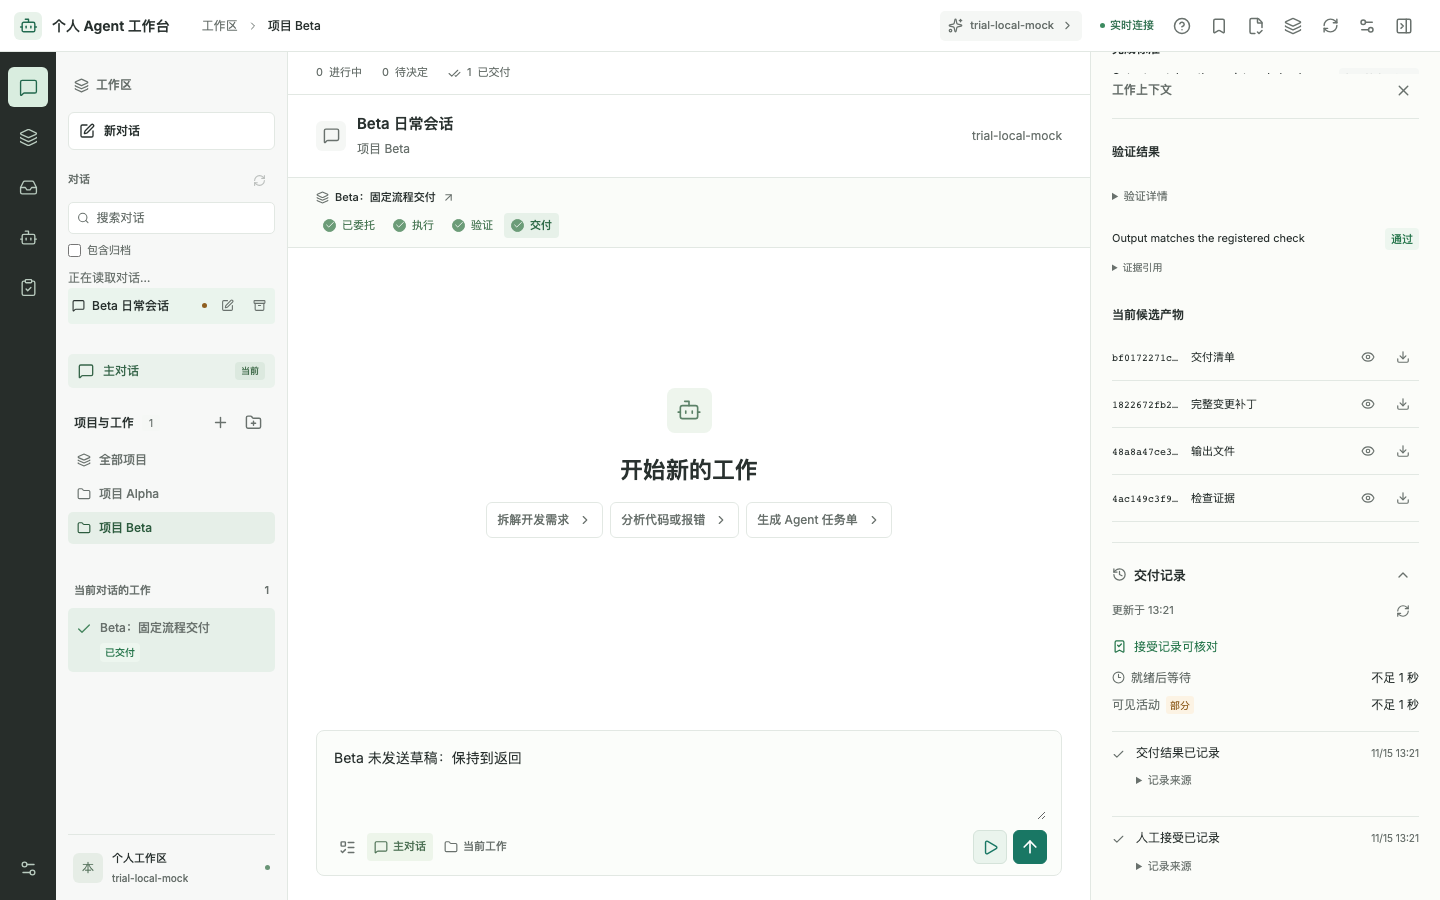 个人 Agent 工作台
工作区
项目 Beta
trial-local-mock
实时连接
工作区
新对话
对话
搜索对话
包含归档
正在读取对话...
Beta 日常会话
主对话
当前
项目与工作 1
全部项目
项目 Alpha
项目 Beta
当前对话的工作 1
Beta：固定流程交付
已交付
本
个人工作区
trial-local-mock
0 进行中 0 待决定 1 已交付
Beta 日常会话
项目 Beta
trial-local-mock
Beta：固定流程交付
已委托 执行 验证 交付
开始新的工作
拆解开发需求
分析代码或报错
生成 Agent 任务单
Beta 未发送草稿：保持到返回
主对话
当前工作
工作上下文
验证结果
验证详情
Output matches the registered check 通过
证据引用
当前候选产物
bf0172271c… 交付清单
1822672fb2… 完整变更补丁
48a8a47ce3… 输出文件
4ac149c3f9… 检查证据
交付记录
更新于 13:21
接受记录可核对
就绪后等待 不足 1 秒
可见活动 部分 不足 1 秒
交付结果已记录 11/15 13:21
记录来源
人工接受已记录 11/15 13:21
记录来源